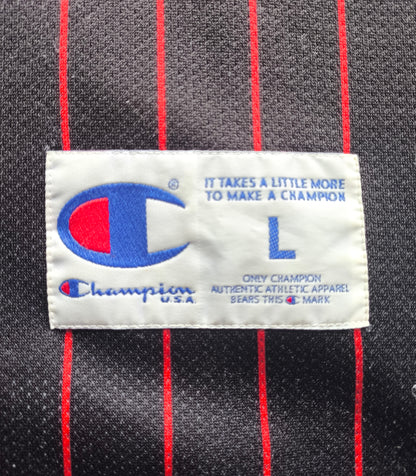 ®
IT TAKES A LITTLE MORE
TO MAKE A CHAMPION
L
Champion
U.S.A.
ONLY CHAMPION
AUTHENTIC ATHLETIC APPAREL
BEARS THIS C MARK